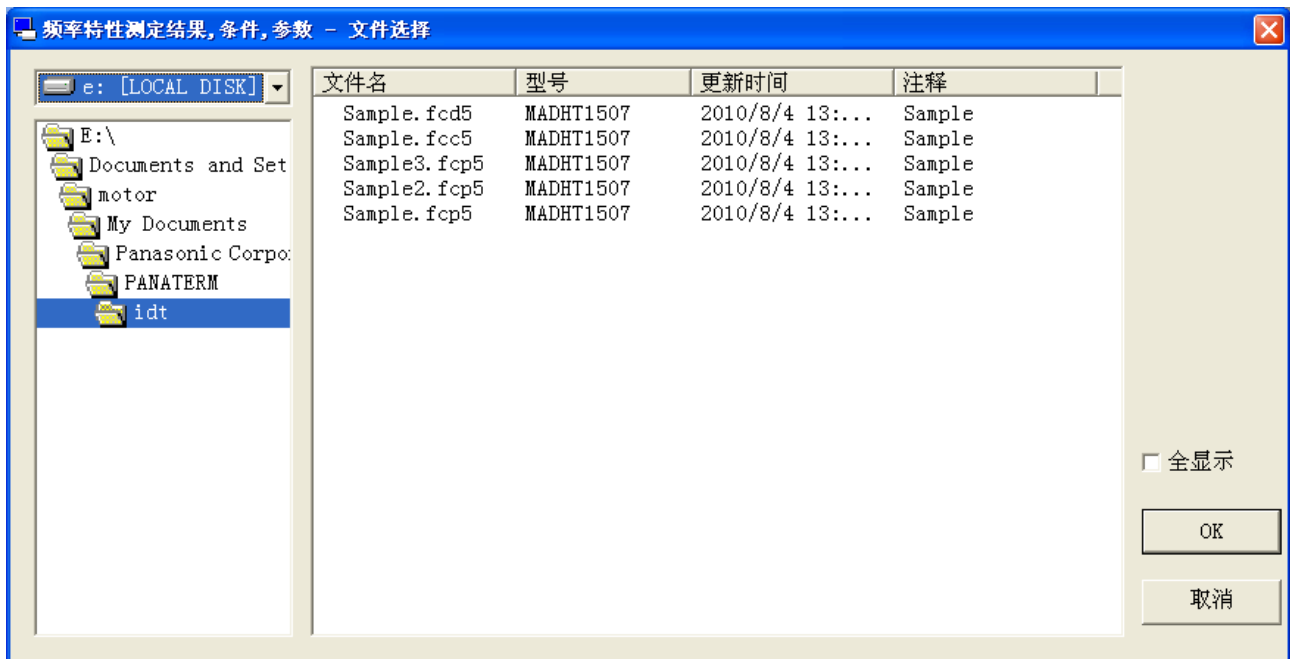 频率特性测定结果,条件,参数 - 文件选择
e: [LOCAL DISK]
E:\
Documents and Set
motor
My Documents
Panasonic Corpo
PANATERM
idt
文件名 型号 更新时间 注释
Sample.fcd5 MADHT1507 2010/8/4 13:... Sample
Sample.fcc5 MADHT1507 2010/8/4 13:... Sample
Sample3.fcp5 MADHT1507 2010/8/4 13:... Sample
Sample2.fcp5 MADHT1507 2010/8/4 13:... Sample
Sample.fcp5 MADHT1507 2010/8/4 13:... Sample
全显示
OK
取消